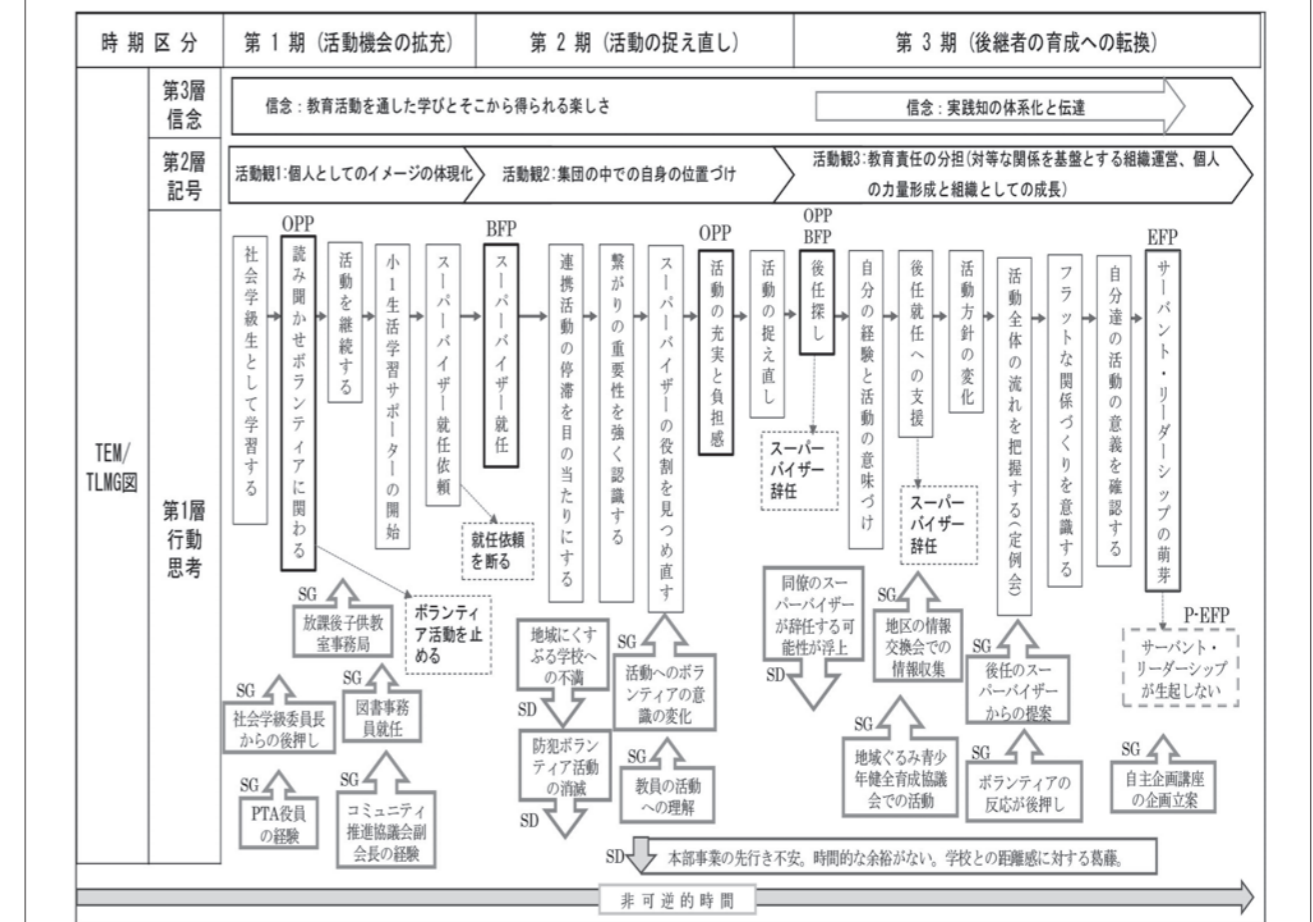 時期区分
第1期(活動機会の拡充)
第2期(活動の捉え直し)
第3期(後継者の育成への転換)
TEM/
TLMG図
第3層
信念
信念：教育活動を通した学びとそこから得られる楽しさ
信念：実践知の体系化と伝達
第2層
記号
活動観1:個人としてのイメージの体現化
活動観2:集団の中での自身の位置づけ
活動観3:教育責任の分担(対等な関係を基盤とする組織運営、個人
の力量形成と組織としての成長)
第1層
行動
思考
社会学級生として学習する
OPP
読み聞かせボランティアに関わる
活動を継続する
小1生活学習サポーターの開始
スーパーバイザー就任依頼
BFP
スーパーバイザー就任
連携活動の停滞を目の当たりにする
繋がりの重要性を強く認識する
スーパーバイザーの役割を見つめ直す
OPP
活動の充実と負担感
活動の捉え直し
OPP
BFP
後任探し
自分の経験と活動の意味づけ
後任就任への支援
活動方針の変化
活動全体の流れを把握する(定例会)
フラットな関係づくりを意識する
自分達の活動の意義を確認する
EFP
サーバント・リーダーシップの萌芽
スーパー
バイザー
辞任
スーパー
バイザー
辞任
就任依頼
を断る
ボランティ
ア活動を止
める
P-EFP
サーバント・
リーダーシップ
が生起しない
SG
放課後子供教
室事務局
SG
社会学級委員長
からの後押し
SG
図書事務
員就任
SG
PTA役員
の経験
SG
コミュニティ
推進協議会副
会長の経験
地域にくす
ぶる学校へ
の不満
SD
防犯ボラン
ティア活動
の消滅
SD
SG
活動へのボラ
ンティアの意
識の変化
SG
教員の活動
への理解
同僚のスー
パーバイザー
が辞任する可
能性が浮上
SD
SG
地区の情報
交換会での
情報収集
SG
地域ぐるみ青少
年健全育成協議
会での活動
SG
後任のスー
パーバイザー
からの提案
SG
ボランティアの
反応が後押し
SG
自主企画講座
の企画立案
SD
本部事業の先行き不安。時間的な余裕がない。学校との距離感に対する葛藤。
非可逆的時間